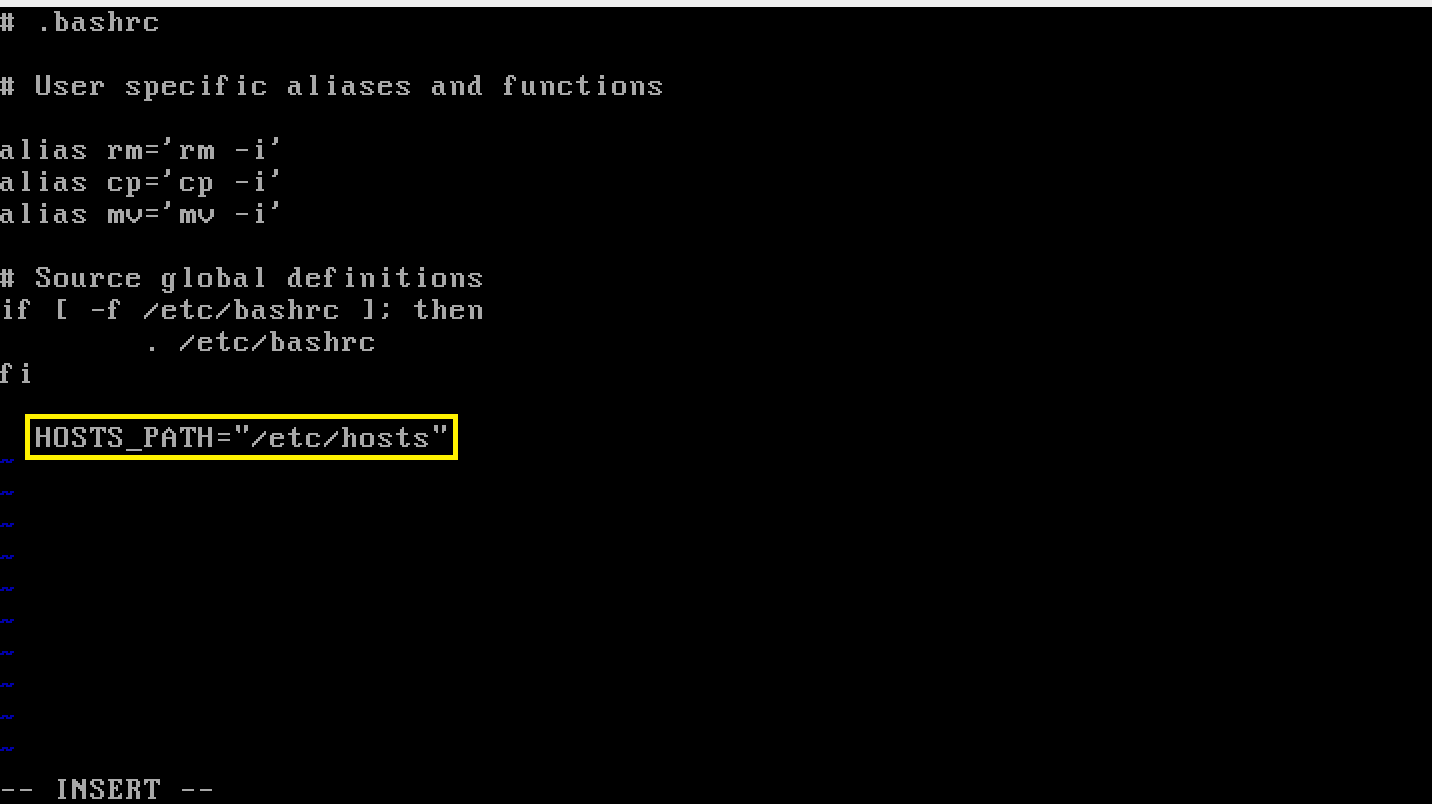 # .bashrc
# User specific aliases and functions
alias rm='rm -i'
alias cp='cp -i'
alias mv='mv -i'
# Source global definitions
if [ -f /etc/bashrc ]; then
        . /etc/bashrc
fi
  HOSTS_PATH="/etc/hosts"
~
~
~
~
~
~
~
~
~
~
-- INSERT --